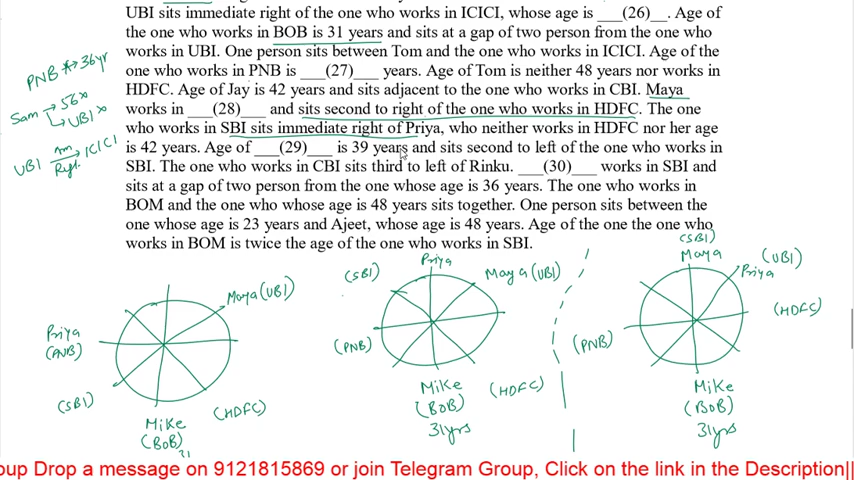 UBI sits immediate right of the one who works in ICICI, whose age is ___(26)_. Age of
the one who works in BOB is 31 years and sits at a gap of two person from the one who
works in UBI. One person sits between Tom and the one who works in ICICI. Age of the
one who works in PNB is ___(27)___ years. Age of Tom is neither 48 years nor works in
HDFC. Age of Jay is 42 years and sits adjacent to the one who works in CBI. Maya
works in ___(28)___ and sits second to right of the one who works in HDFC. The one
who works in SBI sits immediate right of Priya, who neither works in HDFC nor her age
is 42 years. Age of ___(29)___ is 39 years and sits second to left of the one who works in
SBI. The one who works in CBI sits third to left of Rinku. ___(30)___ works in SBI and
sits at a gap of two person from the one whose age is 36 years. The one who works in
BOM and the one who whose age is 48 years sits together. One person sits between the
one whose age is 23 years and Ajeet, whose age is 48 years. Age of the one the one who
works in BOM is twice the age of the one who works in SBI.
PNB 36yr
Sam → 56 x
↳ UBI x
UBI Im Right → ICICI
Maya (UBI)
Priya
(PNB)
(SBI)
Mike
(BoB)
31
(HDFC)
Priya
(SBI)
Maya (UBI)
(PNB)
Mike
(BoB)
31yrs
(HDFC)
(SBI)
Maya
(UBI)
Priya
(HDFC)
(PNB)
Mike
(BoB)
31yrs
oup Drop a message on 9121815869 or join Telegram Group, Click on the link in the Description||